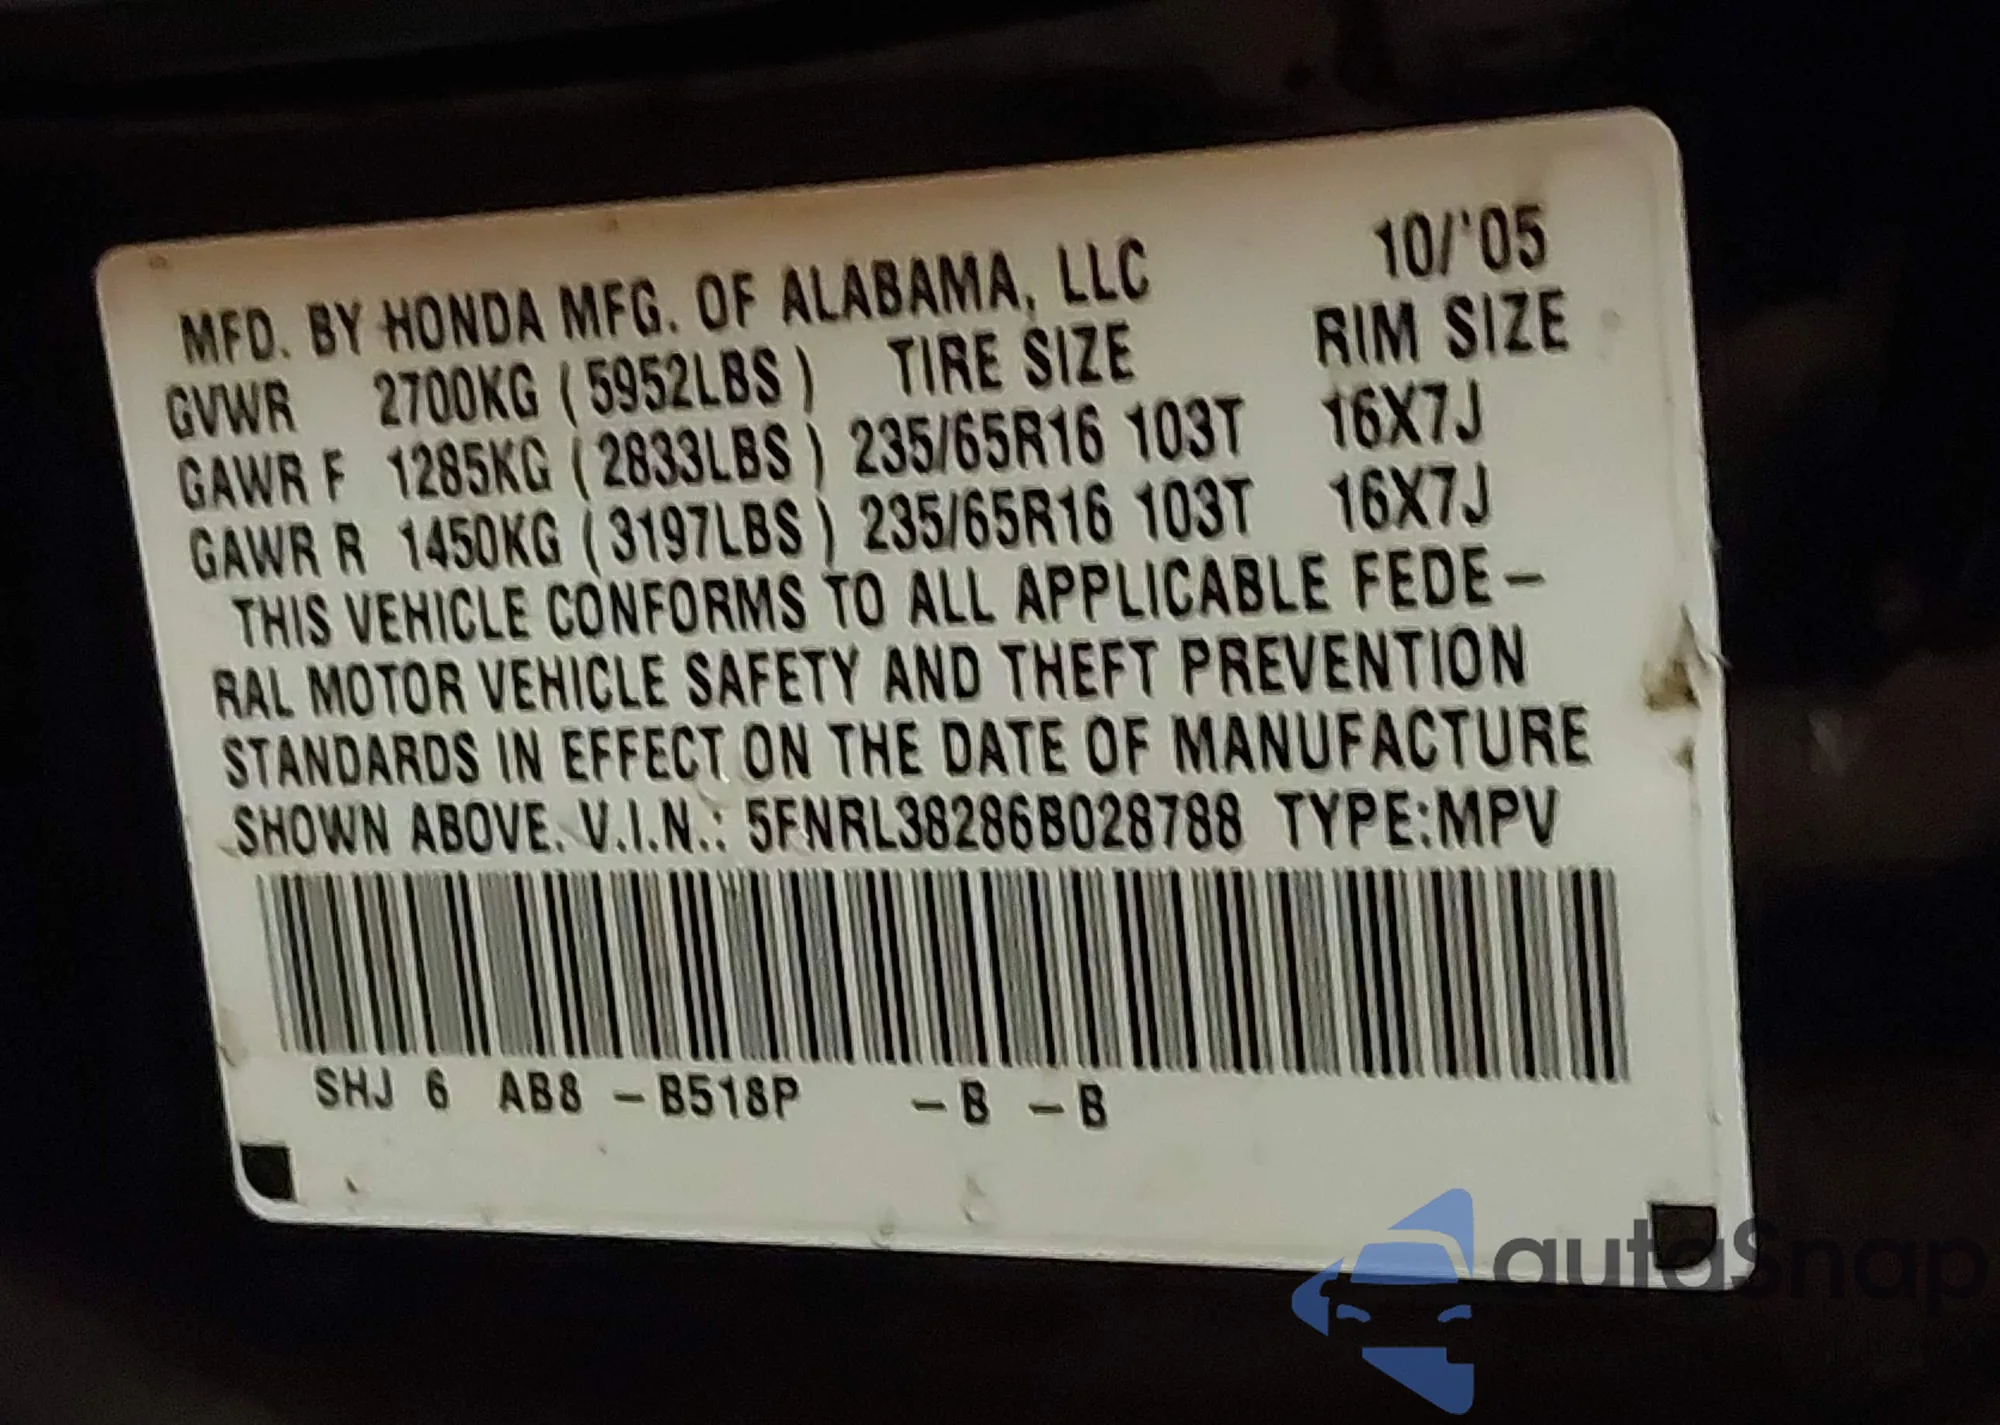 MFD. BY HONDA MFG. OF ALABAMA, LLC 10/'05
GVWR 2700KG ( 5952LBS ) TIRE SIZE RIM SIZE
GAWR F 1285KG ( 2833LBS ) 235/65R16 103T 16X7J
GAWR R 1450KG ( 3197LBS ) 235/65R16 103T 16X7J
THIS VEHICLE CONFORMS TO ALL APPLICABLE FEDE-
RAL MOTOR VEHICLE SAFETY AND THEFT PREVENTION
STANDARDS IN EFFECT ON THE DATE OF MANUFACTURE
SHOWN ABOVE. V.I.N.: 5FNRL38286B028788 TYPE:MPV
SHJ 6 AB8 -B518P -B -B
autoSnap